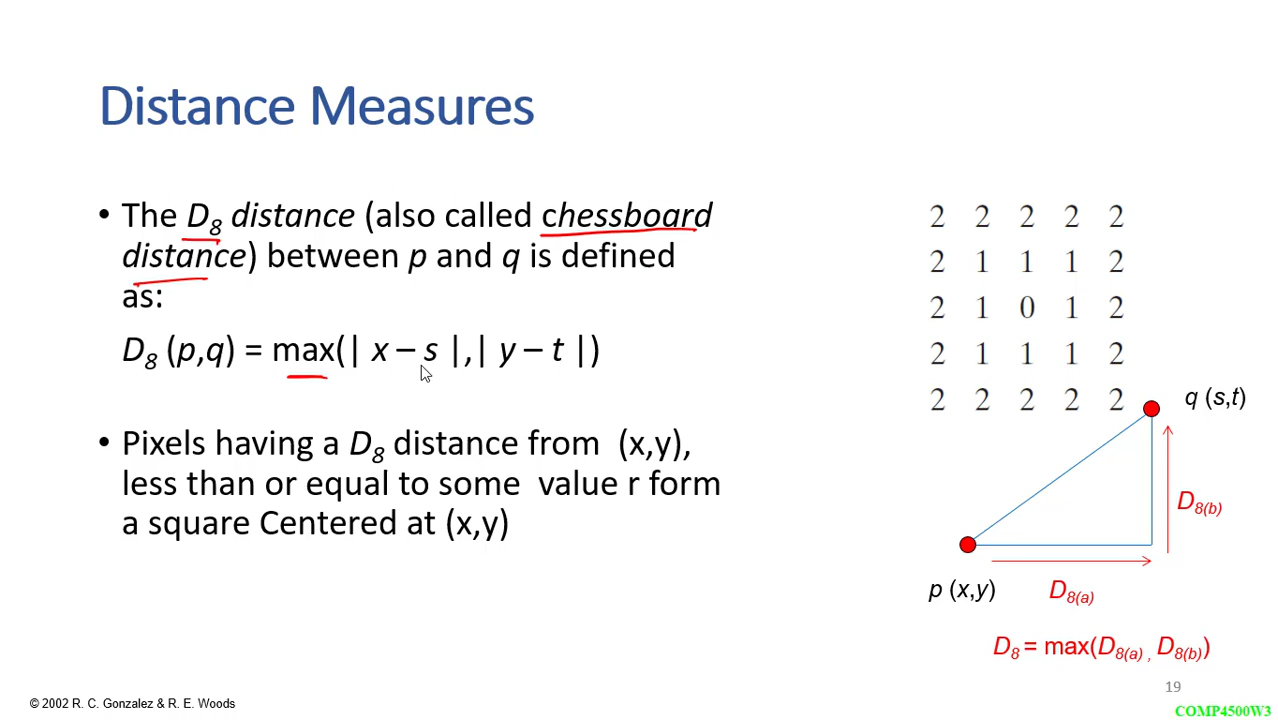 Distance Measures
• The D8 distance (also called chessboard
distance) between p and q is defined
as:
D8 (p,q) = max(| x – s |,| y – t |)
• Pixels having a D8 distance from (x,y),
less than or equal to some value r form
a square Centered at (x,y)
2 2 2 2 2
2 1 1 1 2
2 1 0 1 2
2 1 1 1 2
2 2 2 2 2
q (s,t)
D8(b)
p (x,y)
D8(a)
D8 = max(D8(a) , D8(b))
19
© 2002 R. C. Gonzalez & R. E. Woods
COMP4500W3